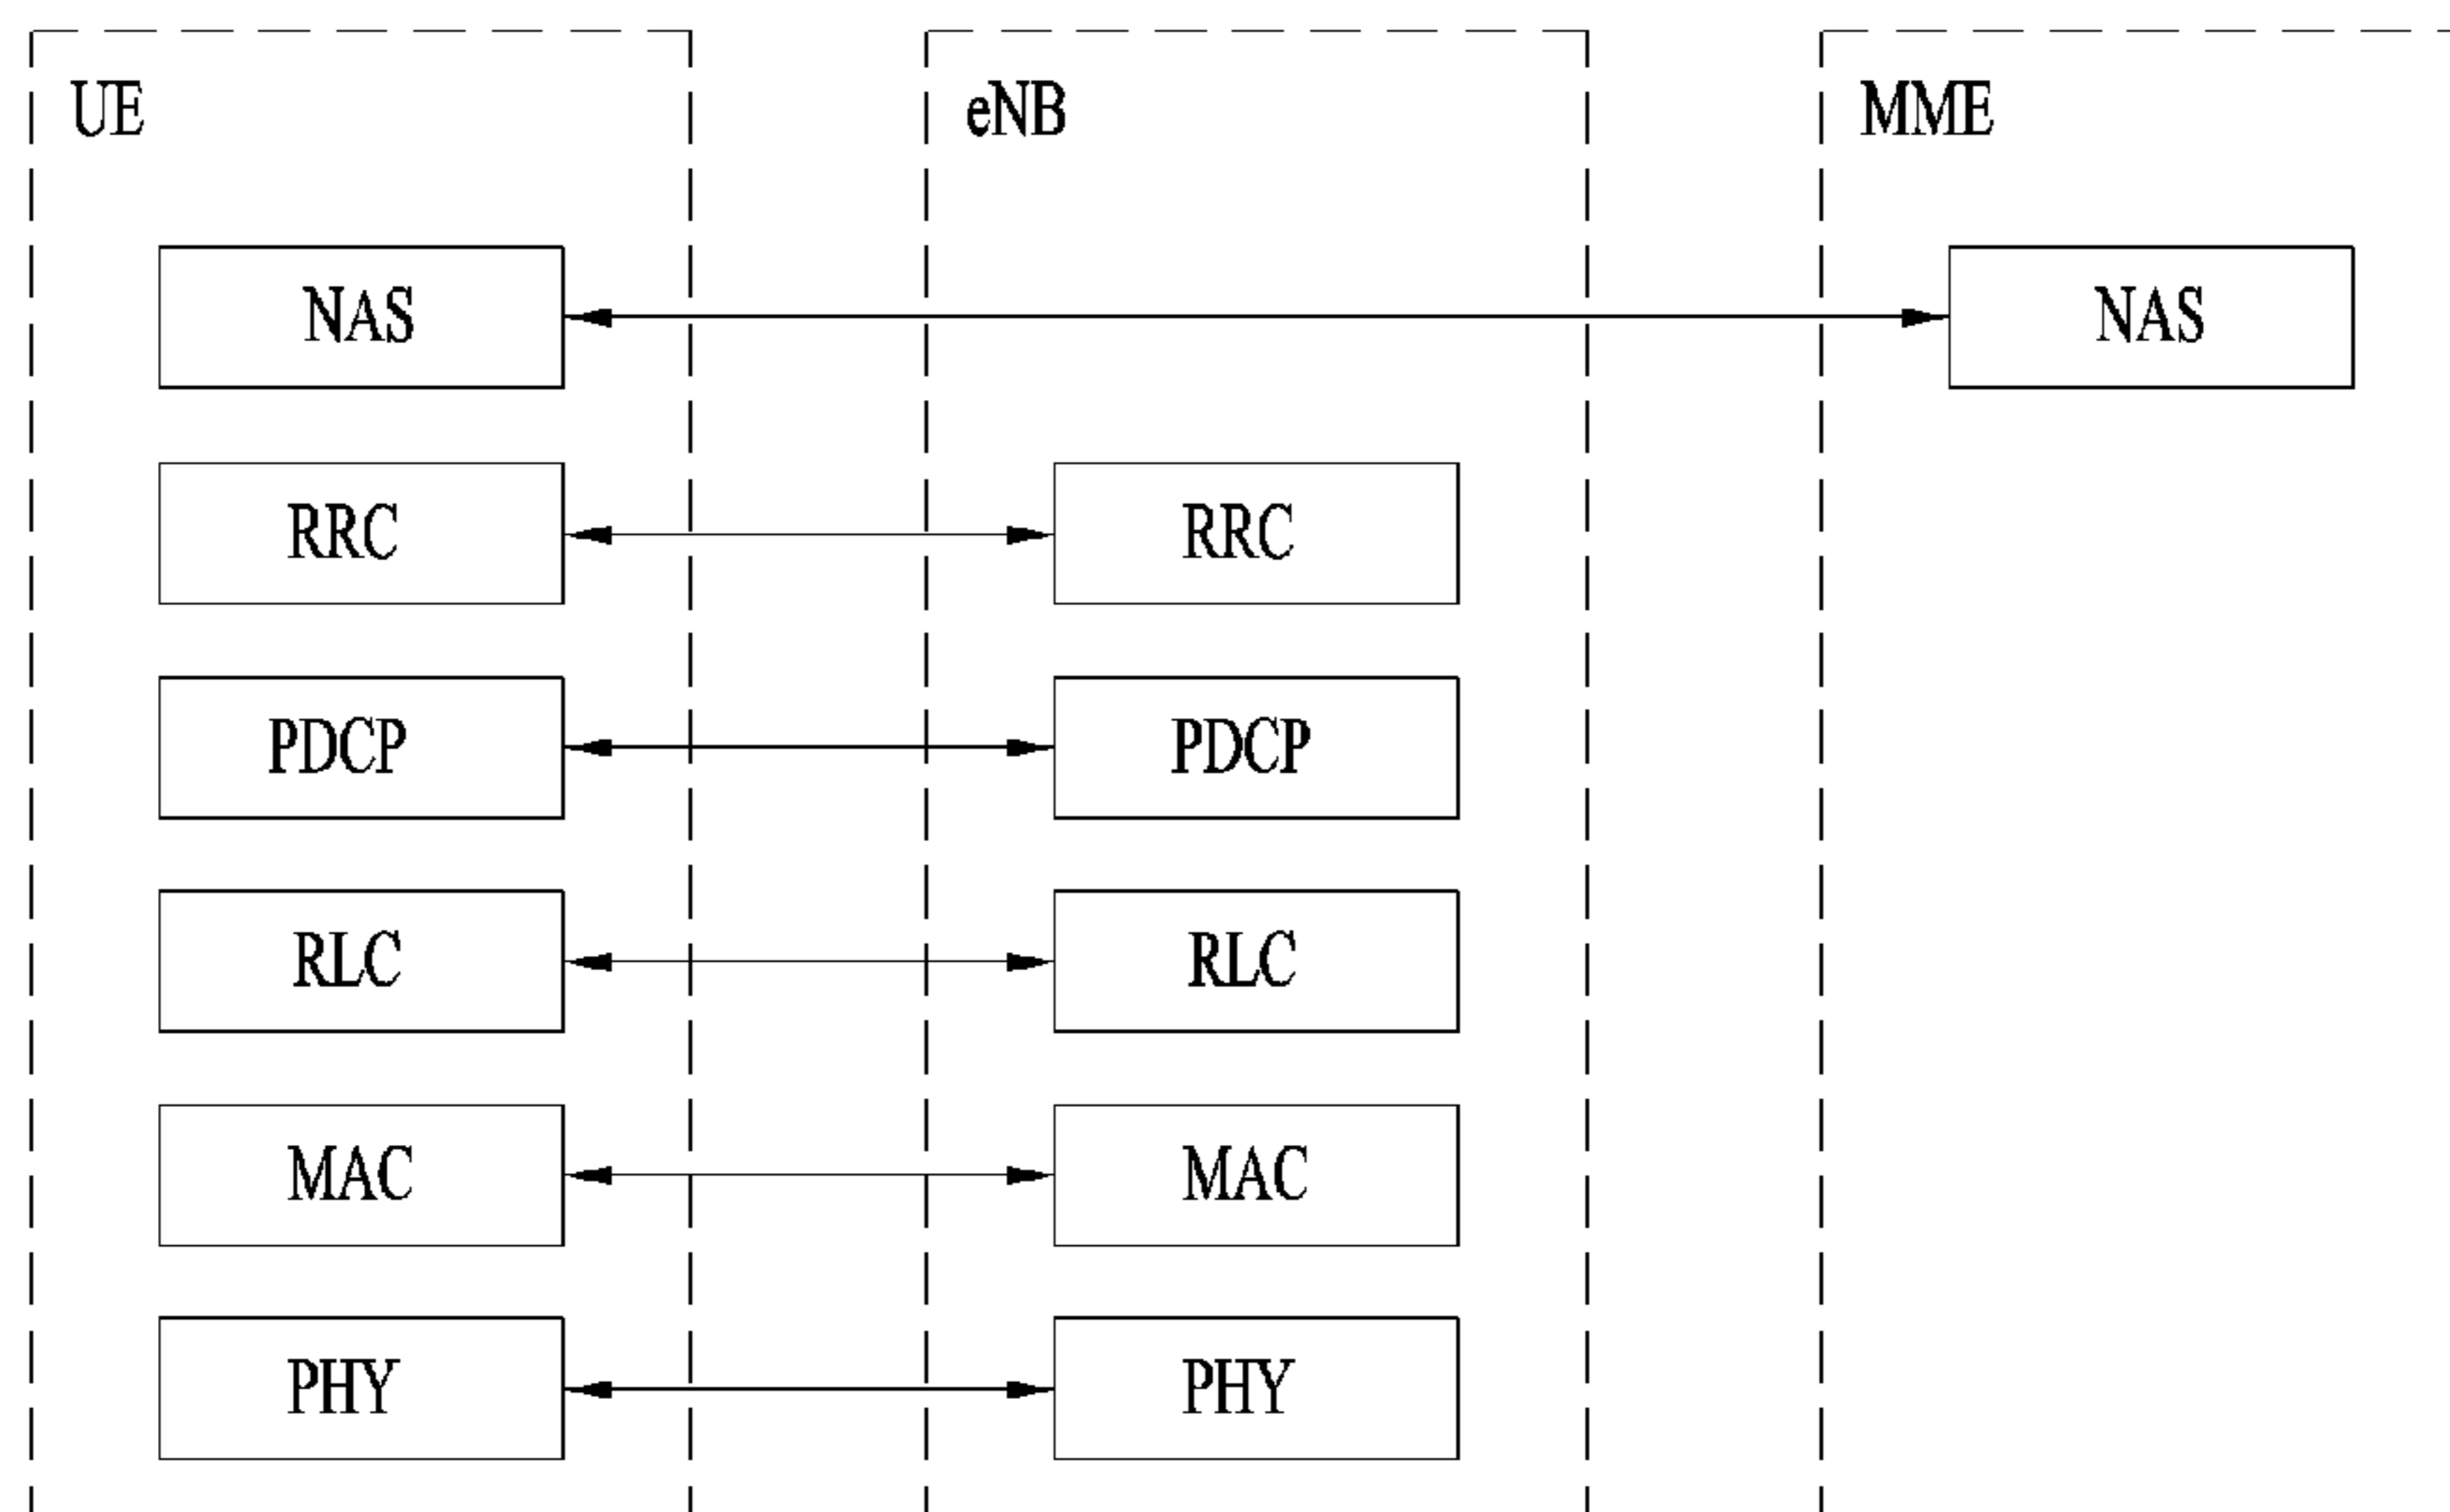 UE
eNB
MME
NAS
NAS
RRC
RRC
PDCP
PDCP
RLC
RLC
MAC
MAC
PHY
PHY